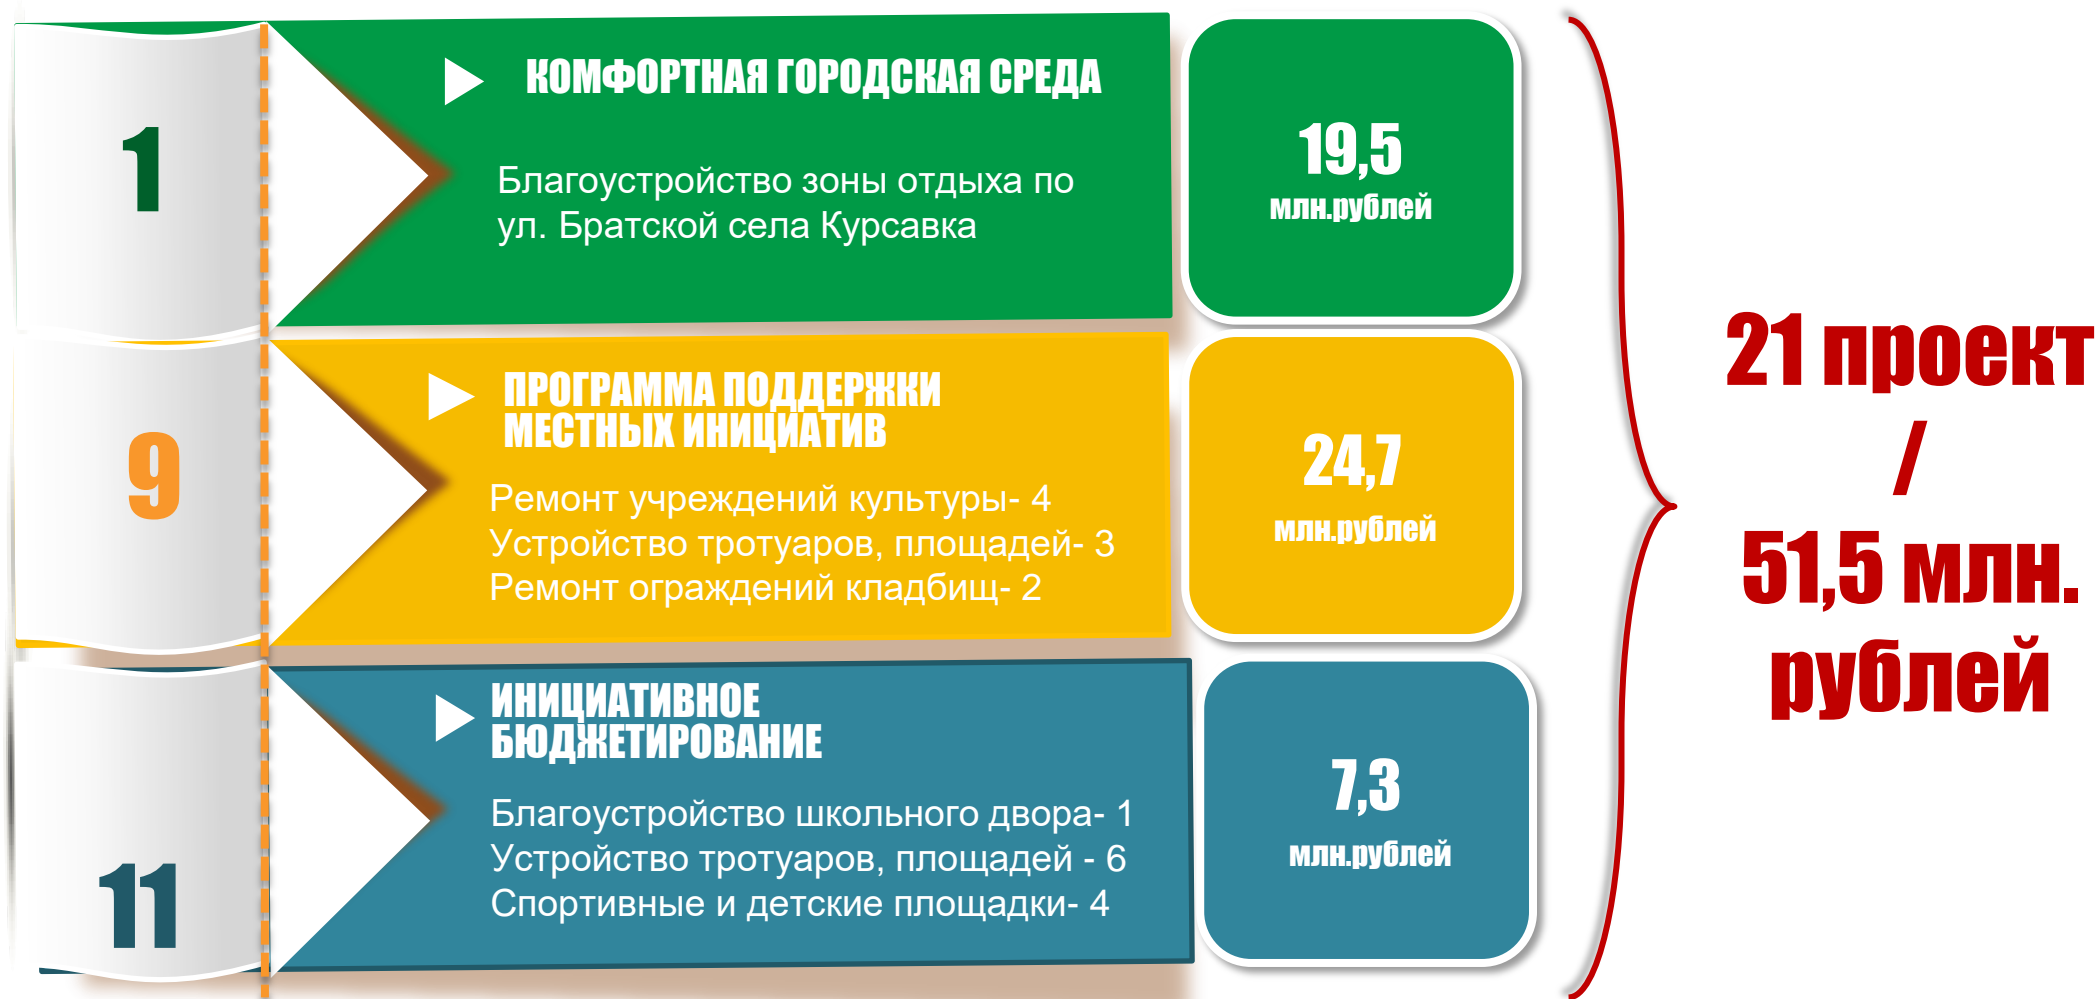 1
КОМФОРТНАЯ ГОРОДСКАЯ СРЕДА
Благоустройство зоны отдыха по
ул. Братской села Курсавка
19,5
млн.рублей
9
ПРОГРАММА ПОДДЕРЖКИ
МЕСТНЫХ ИНИЦИАТИВ
Ремонт учреждений культуры- 4
Устройство тротуаров, площадей- 3
Ремонт ограждений кладбищ- 2
24,7
млн.рублей
11
ИНИЦИАТИВНОЕ
БЮДЖЕТИРОВАНИЕ
Благоустройство школьного двора- 1
Устройство тротуаров, площадей - 6
Спортивные и детские площадки- 4
7,3
млн.рублей
21 проект
/
51,5 млн.
рублей